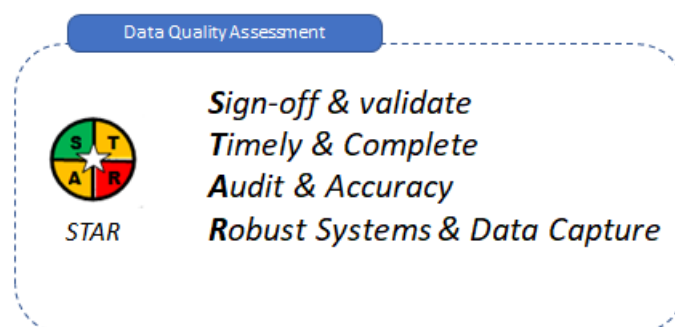 Data Quality Assessment
Sign-off & validate
Timely & Complete
Audit & Accuracy
Robust Systems & Data Capture
S T
A R
STAR